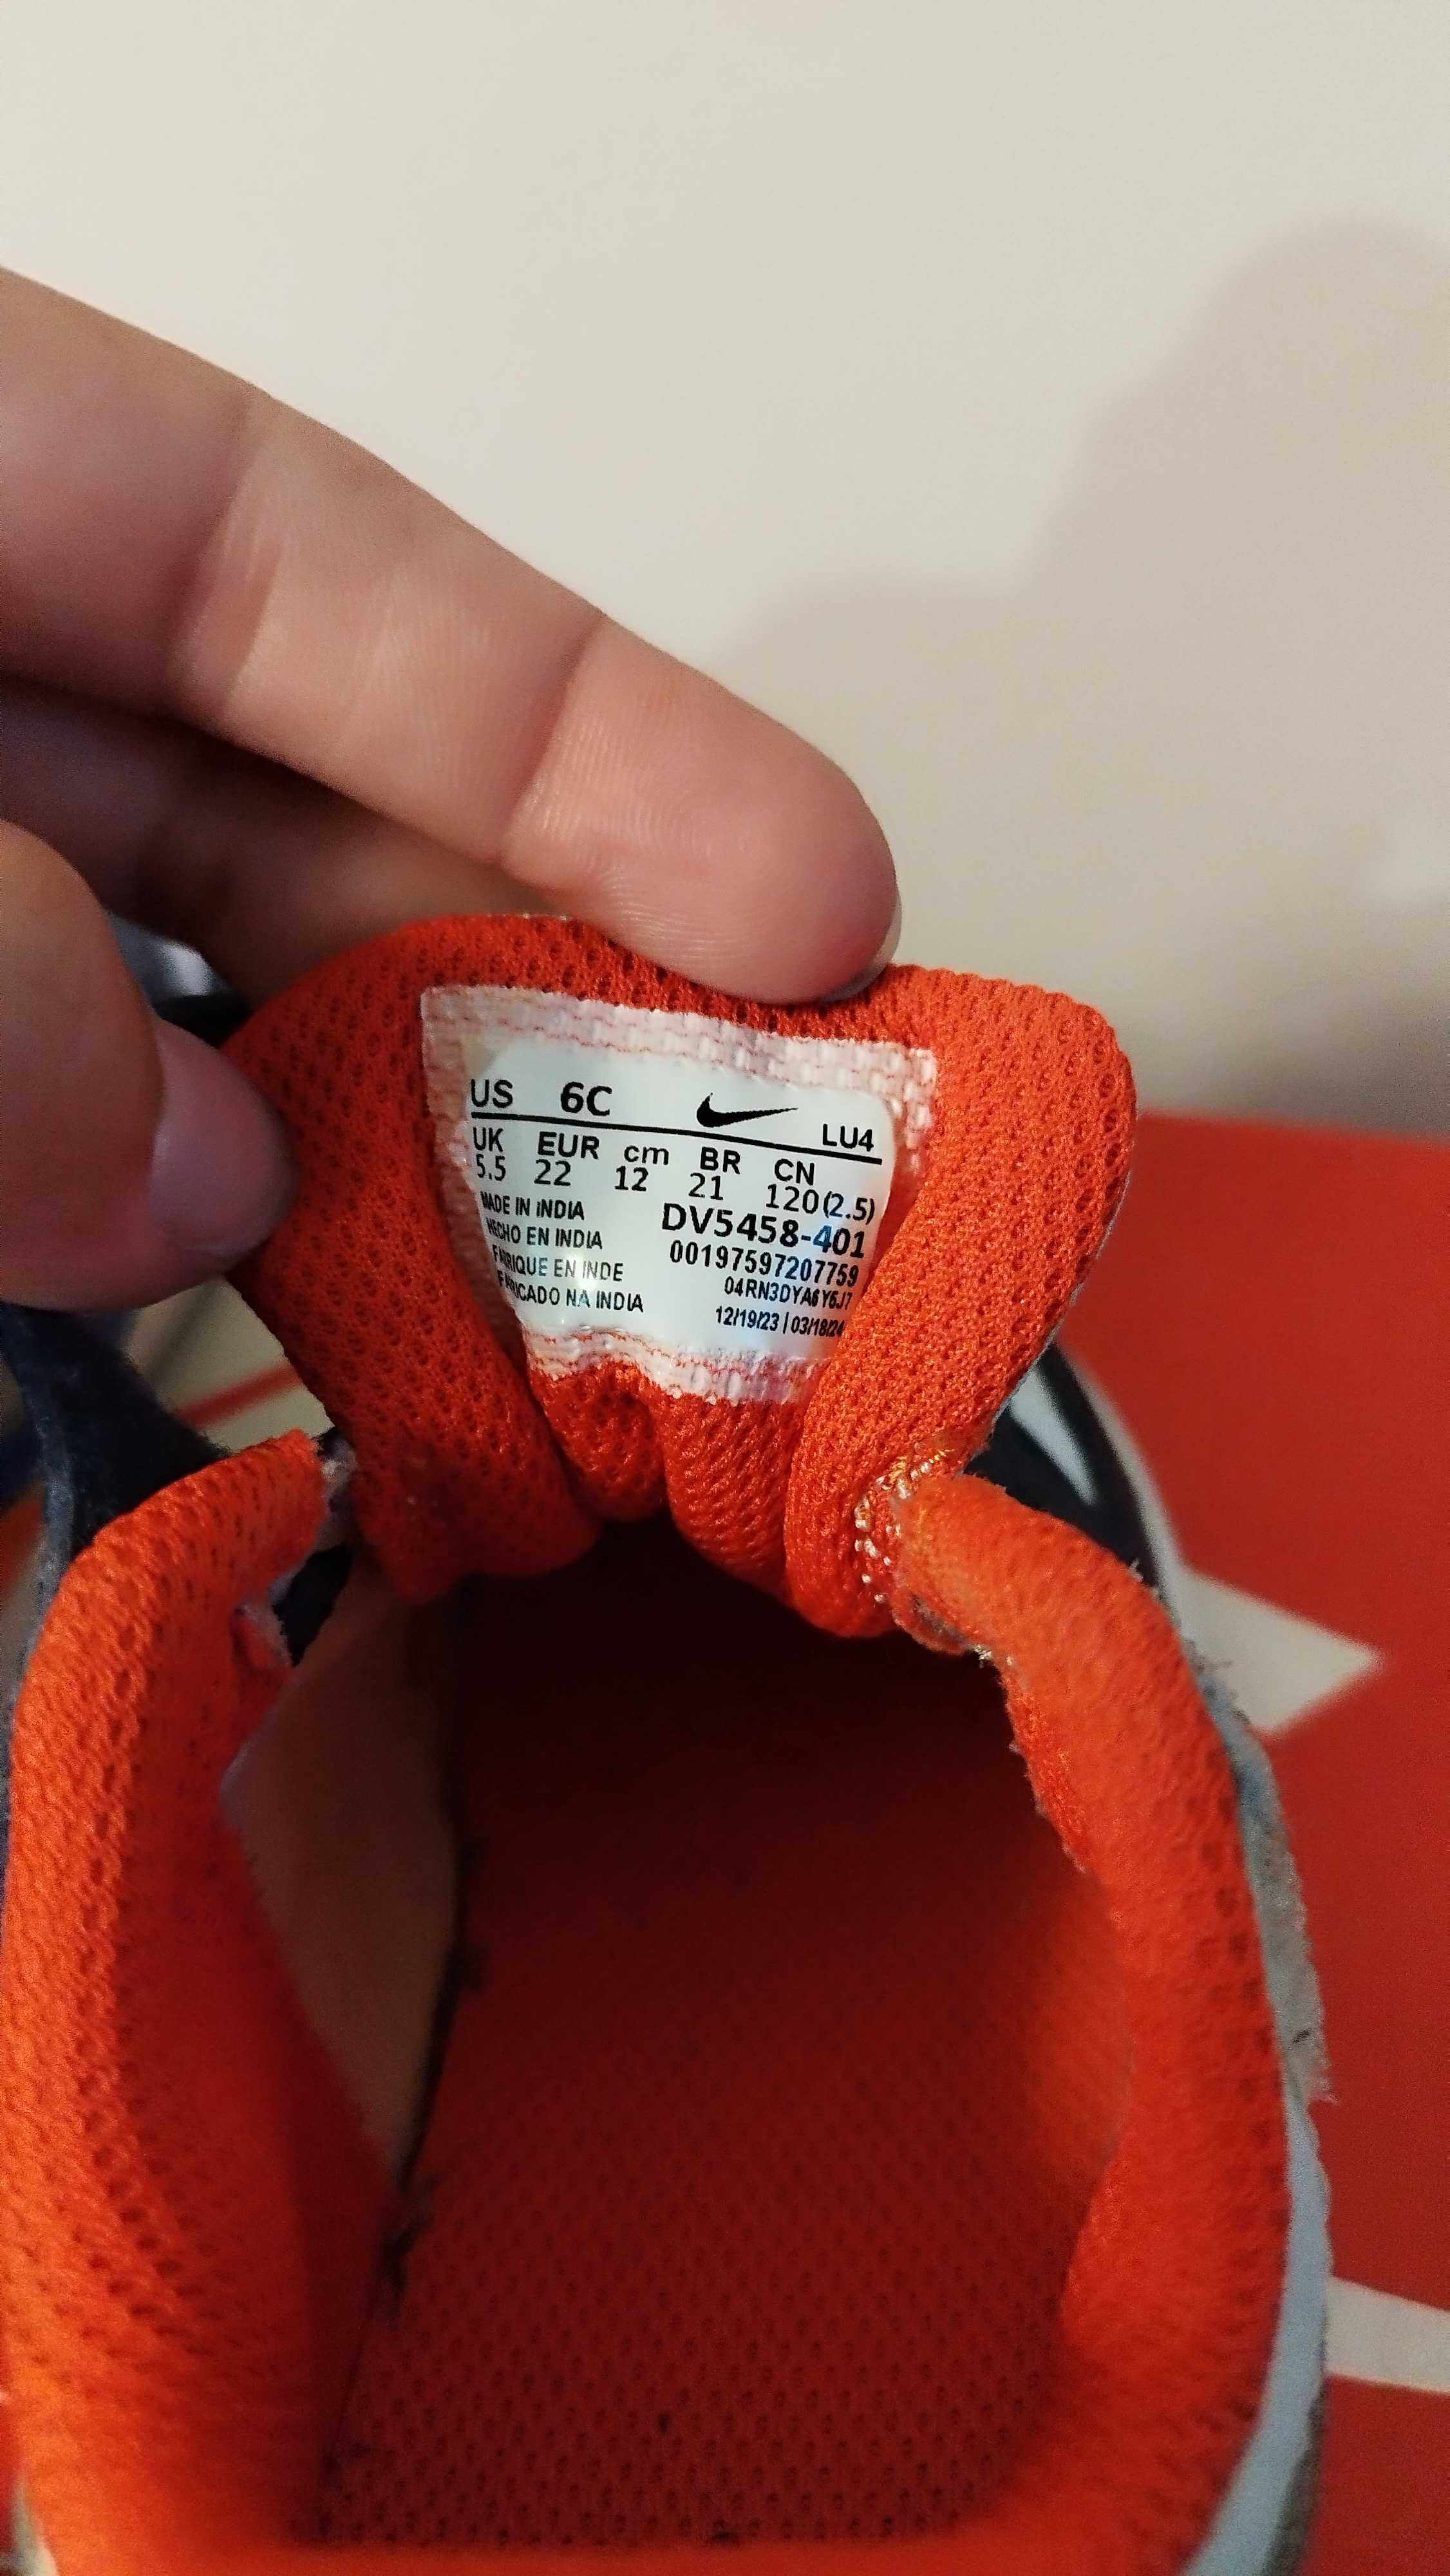 US 6C LU4
UK EUR cm BR CN
5.5 22 12 21 120(2.5)
MADE IN INDIA
HECHO EN INDIA
FABRIQUE EN INDE
FABRICADO NA INDIA
DV5458-401
00197597207759
04RN3DYA6Y6J7
12/19/23 | 03/18/24